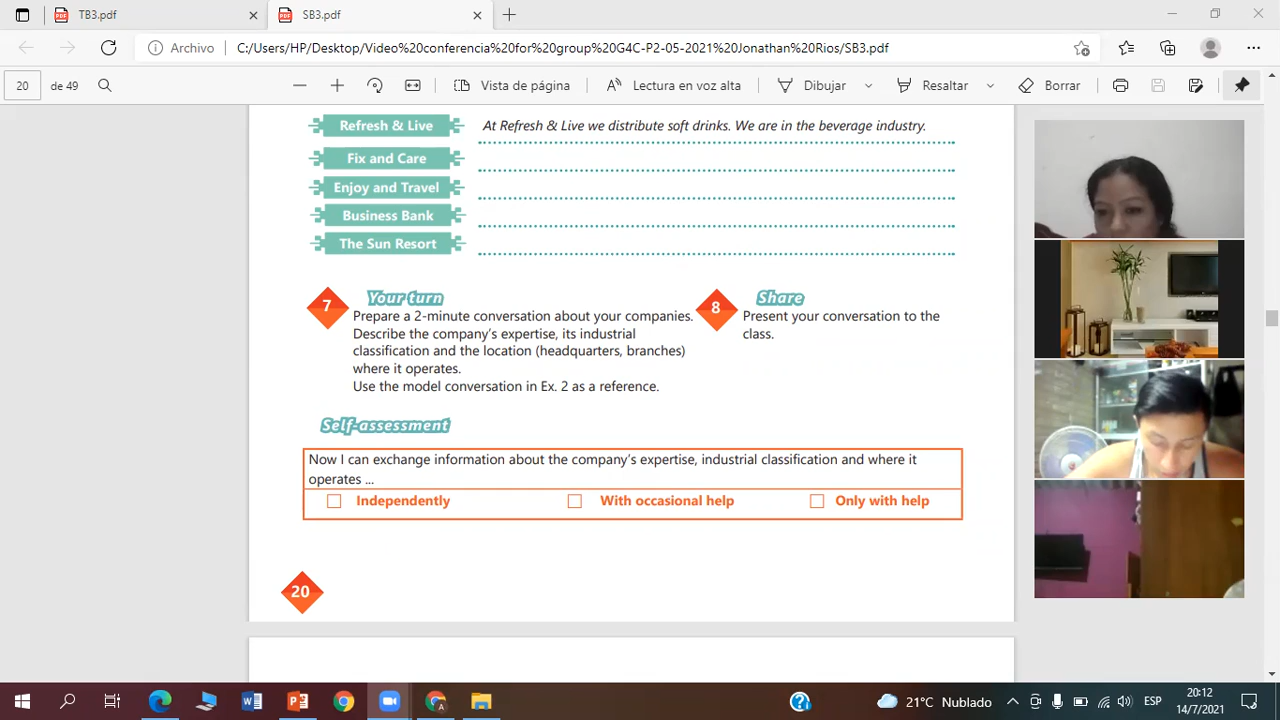 TB3.pdf
SB3.pdf
Archivo
C:/Users/HP/Desktop/Video%20conferencia%20for%20group%20G4C-P2-05-2021%20Jonathan%20Rios/SB3.pdf
20 de 49
Vista de página
Lectura en voz alta
Dibujar
Resaltar
Borrar
Refresh & Live At Refresh & Live we distribute soft drinks. We are in the beverage industry.
Fix and Care
Enjoy and Travel
Business Bank
The Sun Resort
7 Your turn
Prepare a 2-minute conversation about your companies.
Describe the company's expertise, its industrial
classification and the location (headquarters, branches)
where it operates.
Use the model conversation in Ex. 2 as a reference.
8 Share
Present your conversation to the
class.
Self-assessment
Now I can exchange information about the company's expertise, industrial classification and where it
operates ...
Independently With occasional help Only with help
20
21°C Nublado
ESP
20:12
14/7/2021